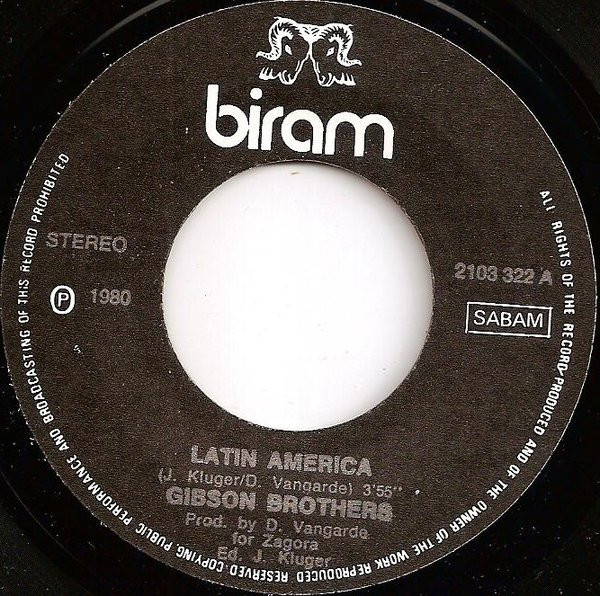 biram
STEREO
℗ 1980
2103 322 A
SABAM
LATIN AMERICA
(J. Kluger/D. Vangarde) 3'55"
GIBSON BROTHERS
Prod. by D. Vangarde
for Zagora
Ed. J. Kluger
ALL RIGHTS OF THE RECORD-PRODUCED AND OF THE OWNER OF THE WORK REPRODUCED RESERVED-COPYING PUBLIC PERFORMANCE AND BROADCASTING OF THIS RECORD PROHIBITED